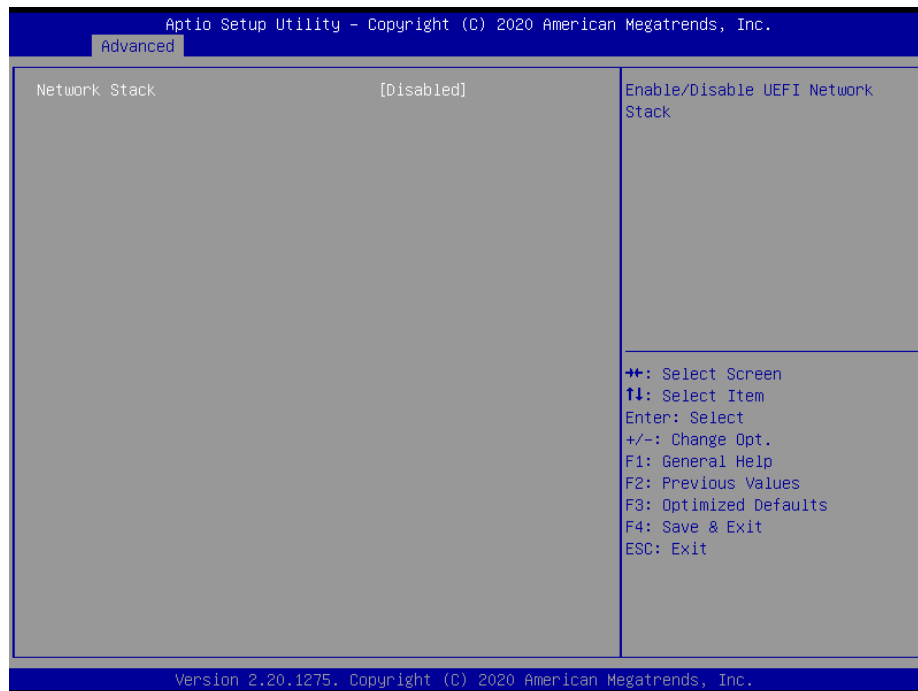 Aptio Setup Utility – Copyright (C) 2020 American Megatrends, Inc.
Advanced
Network Stack [Disabled]
Enable/Disable UEFI Network
Stack
→←: Select Screen
↑↓: Select Item
Enter: Select
+/-: Change Opt.
F1: General Help
F2: Previous Values
F3: Optimized Defaults
F4: Save & Exit
ESC: Exit
Version 2.20.1275. Copyright (C) 2020 American Megatrends, Inc.